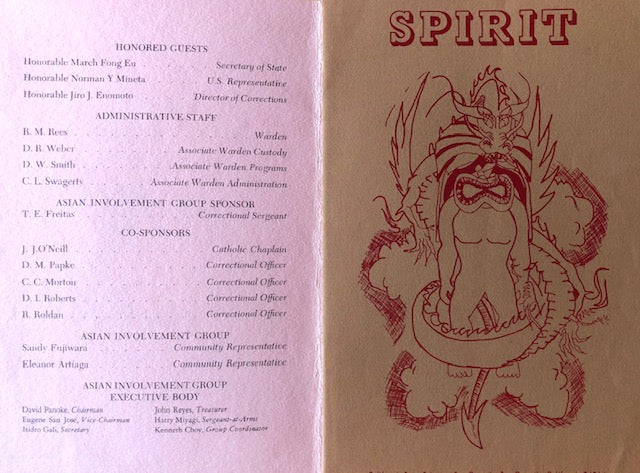 HONORED GUESTS
Honorable March Fong Eu . . . . . . . Secretary of State
Honorable Norman Y Mineta . . . . . U.S. Representative
Honorable Jiro J. Enomoto . . . . Director of Corrections
ADMINISTRATIVE STAFF
R. M. Rees . . . . . . . . . . . . . . . . Warden
D. R. Weber . . . . . . . . Associate Warden Custody
D. W. Smith . . . . . . . Associate Warden Programs
C. L. Swagerty . . . . Associate Warden Administration
ASIAN INVOLVEMENT GROUP SPONSOR
T. E. Freitas . . . . . . . . . . Correctional Sergeant
CO-SPONSORS
J. J.O'Neill . . . . . . . . . . . Catholic Chaplain
D. M. Papke . . . . . . . . . . Correctional Officer
C. C. Morton . . . . . . . . . . Correctional Officer
D. I. Roberts . . . . . . . . . . Correctional Officer
R. Roldan . . . . . . . . . . . Correctional Officer
ASIAN INVOLVEMENT GROUP
Sandy Fujiwara . . . . . . Community Representative
Eleanor Artiaga . . . . . . Community Representative
ASIAN INVOLVEMENT GROUP
EXECUTIVE BODY
David Panoke, Chairman
Eugene San Jose, Vice-Chairman
Isidro Gali, Secretary
John Reyes, Treasurer
Harry Miyagi, Sergeant-at-Arms
Kenneth Choy, Group Coordinator
SPIRIT